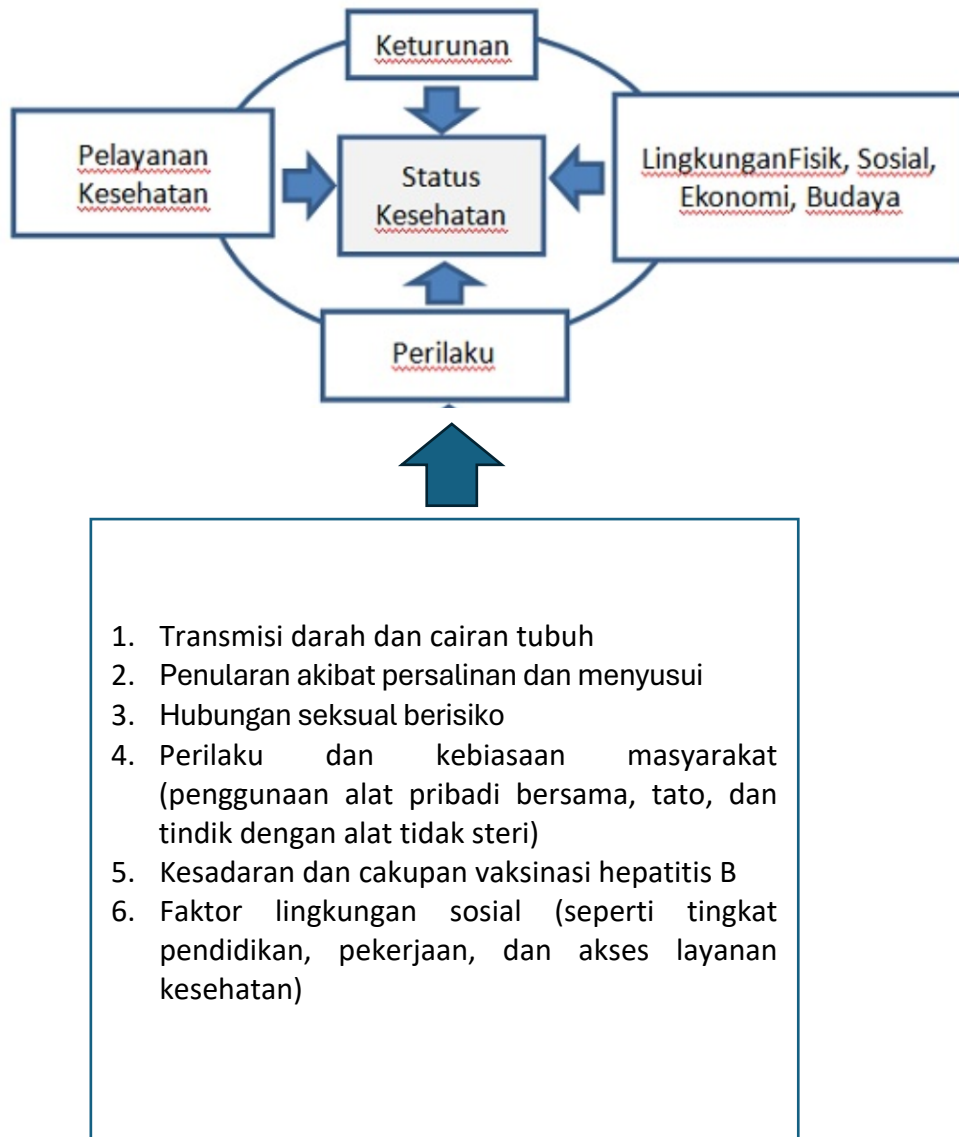 Keturunan
Pelayanan
Kesehatan
Status
Kesehatan
LingkunganFisik, Sosial,
Ekonomi, Budaya
Perilaku
1. Transmisi darah dan cairan tubuh
2. Penularan akibat persalinan dan menyusui
3. Hubungan seksual berisiko
4. Perilaku dan kebiasaan masyarakat
(penggunaan alat pribadi bersama, tato, dan
tindik dengan alat tidak steri)
5. Kesadaran dan cakupan vaksinasi hepatitis B
6. Faktor lingkungan sosial (seperti tingkat
pendidikan, pekerjaan, dan akses layanan
kesehatan)